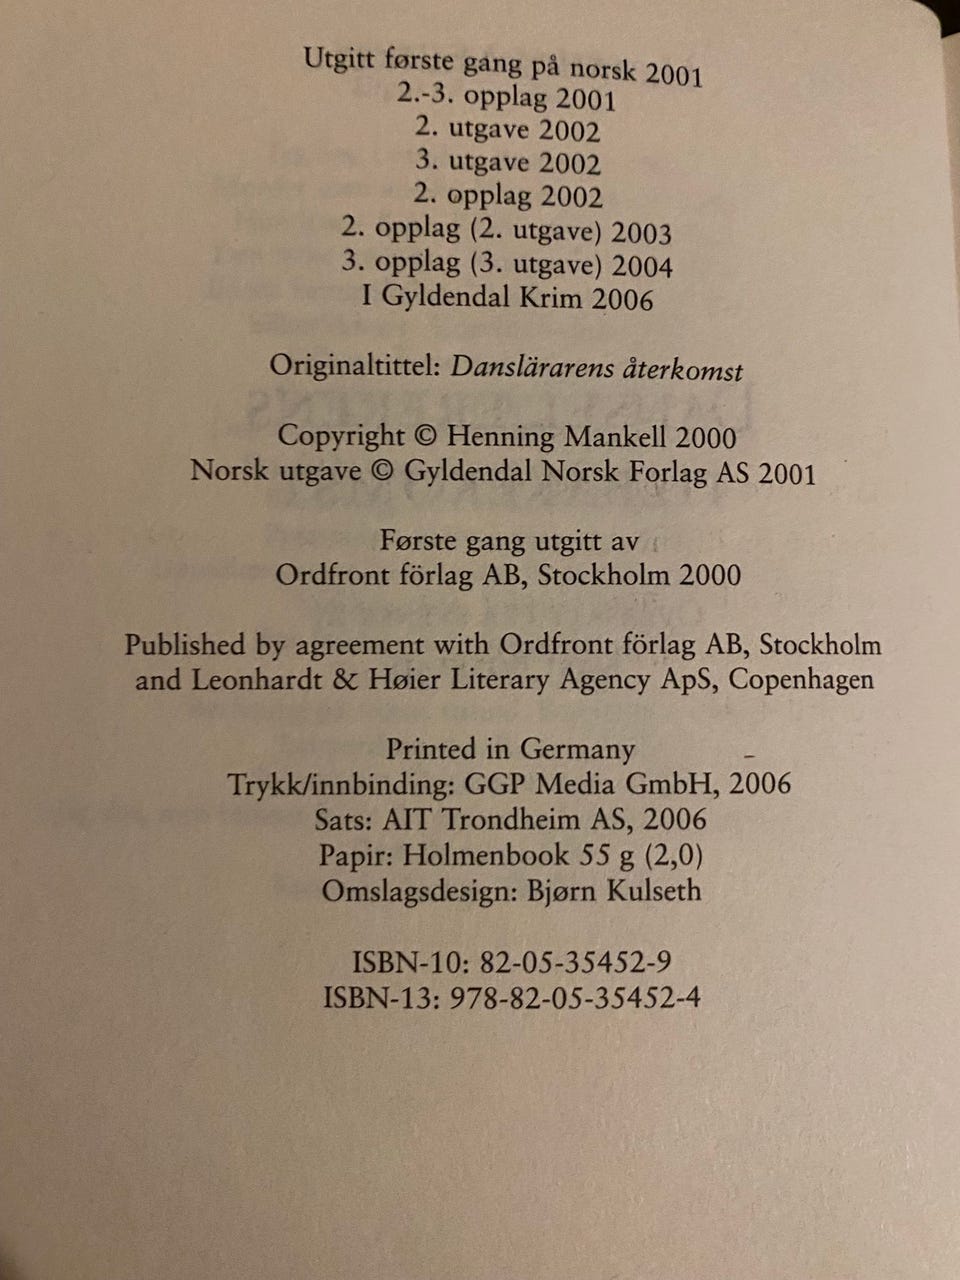 Utgitt første gang på norsk 2001
2.-3. opplag 2001
2. utgave 2002
3. utgave 2002
2. opplag 2002
2. opplag (2. utgave) 2003
3. opplag (3. utgave) 2004
I Gyldendal Krim 2006
Originaltittel: Danslärarens återkomst
Copyright © Henning Mankell 2000
Norsk utgave © Gyldendal Norsk Forlag AS 2001
Første gang utgitt av
Ordfront förlag AB, Stockholm 2000
Published by agreement with Ordfront förlag AB, Stockholm
and Leonhardt & Høier Literary Agency ApS, Copenhagen
Printed in Germany
Trykk/innbinding: GGP Media GmbH, 2006
Sats: AIT Trondheim AS, 2006
Papir: Holmenbook 55 g (2,0)
Omslagsdesign: Bjørn Kulseth
ISBN-10: 82-05-35452-9
ISBN-13: 978-82-05-35452-4